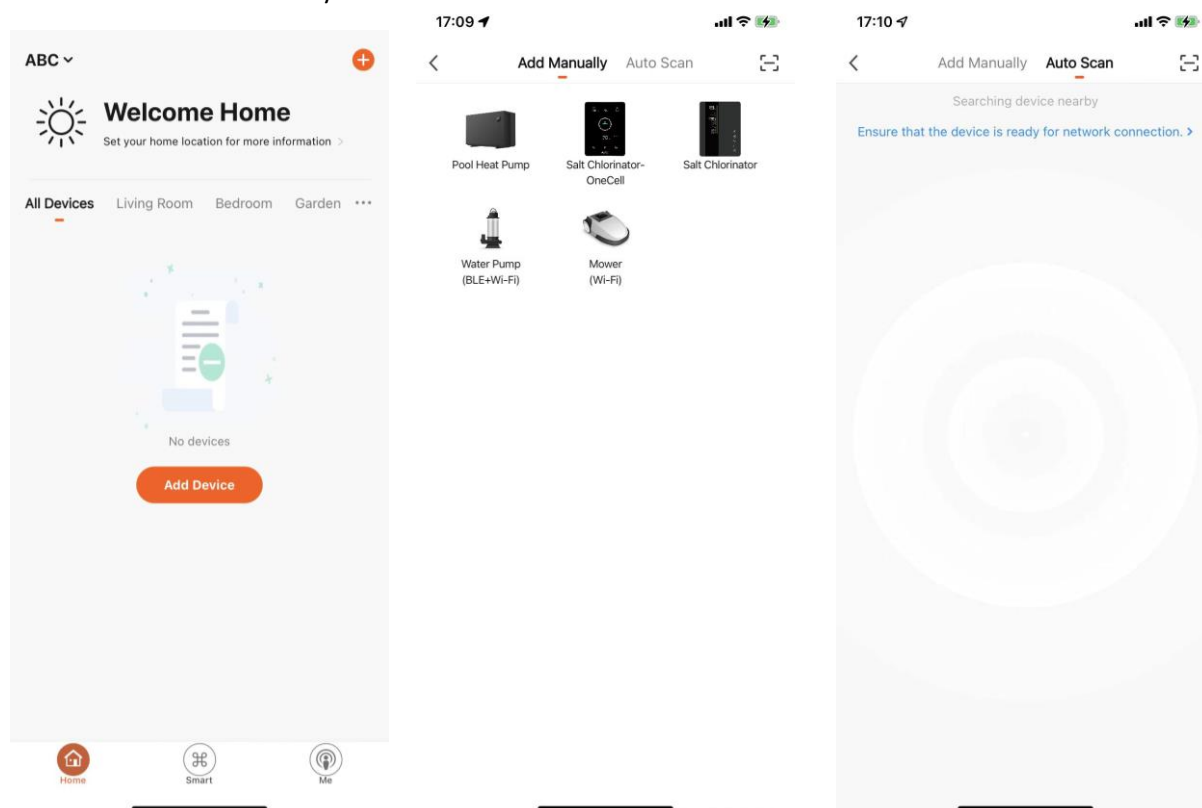 ABC
Welcome Home
Set your home location for more information >
All Devices Living Room Bedroom Garden ...
No devices
Add Device
Home Smart Me
17:09
Add Manually Auto Scan
Pool Heat Pump Salt Chlorinator- Salt Chlorinator
OneCell
Water Pump Mower
(BLE+Wi-Fi) (Wi-Fi)
17:10
Add Manually Auto Scan
Searching device nearby
Ensure that the device is ready for network connection. >